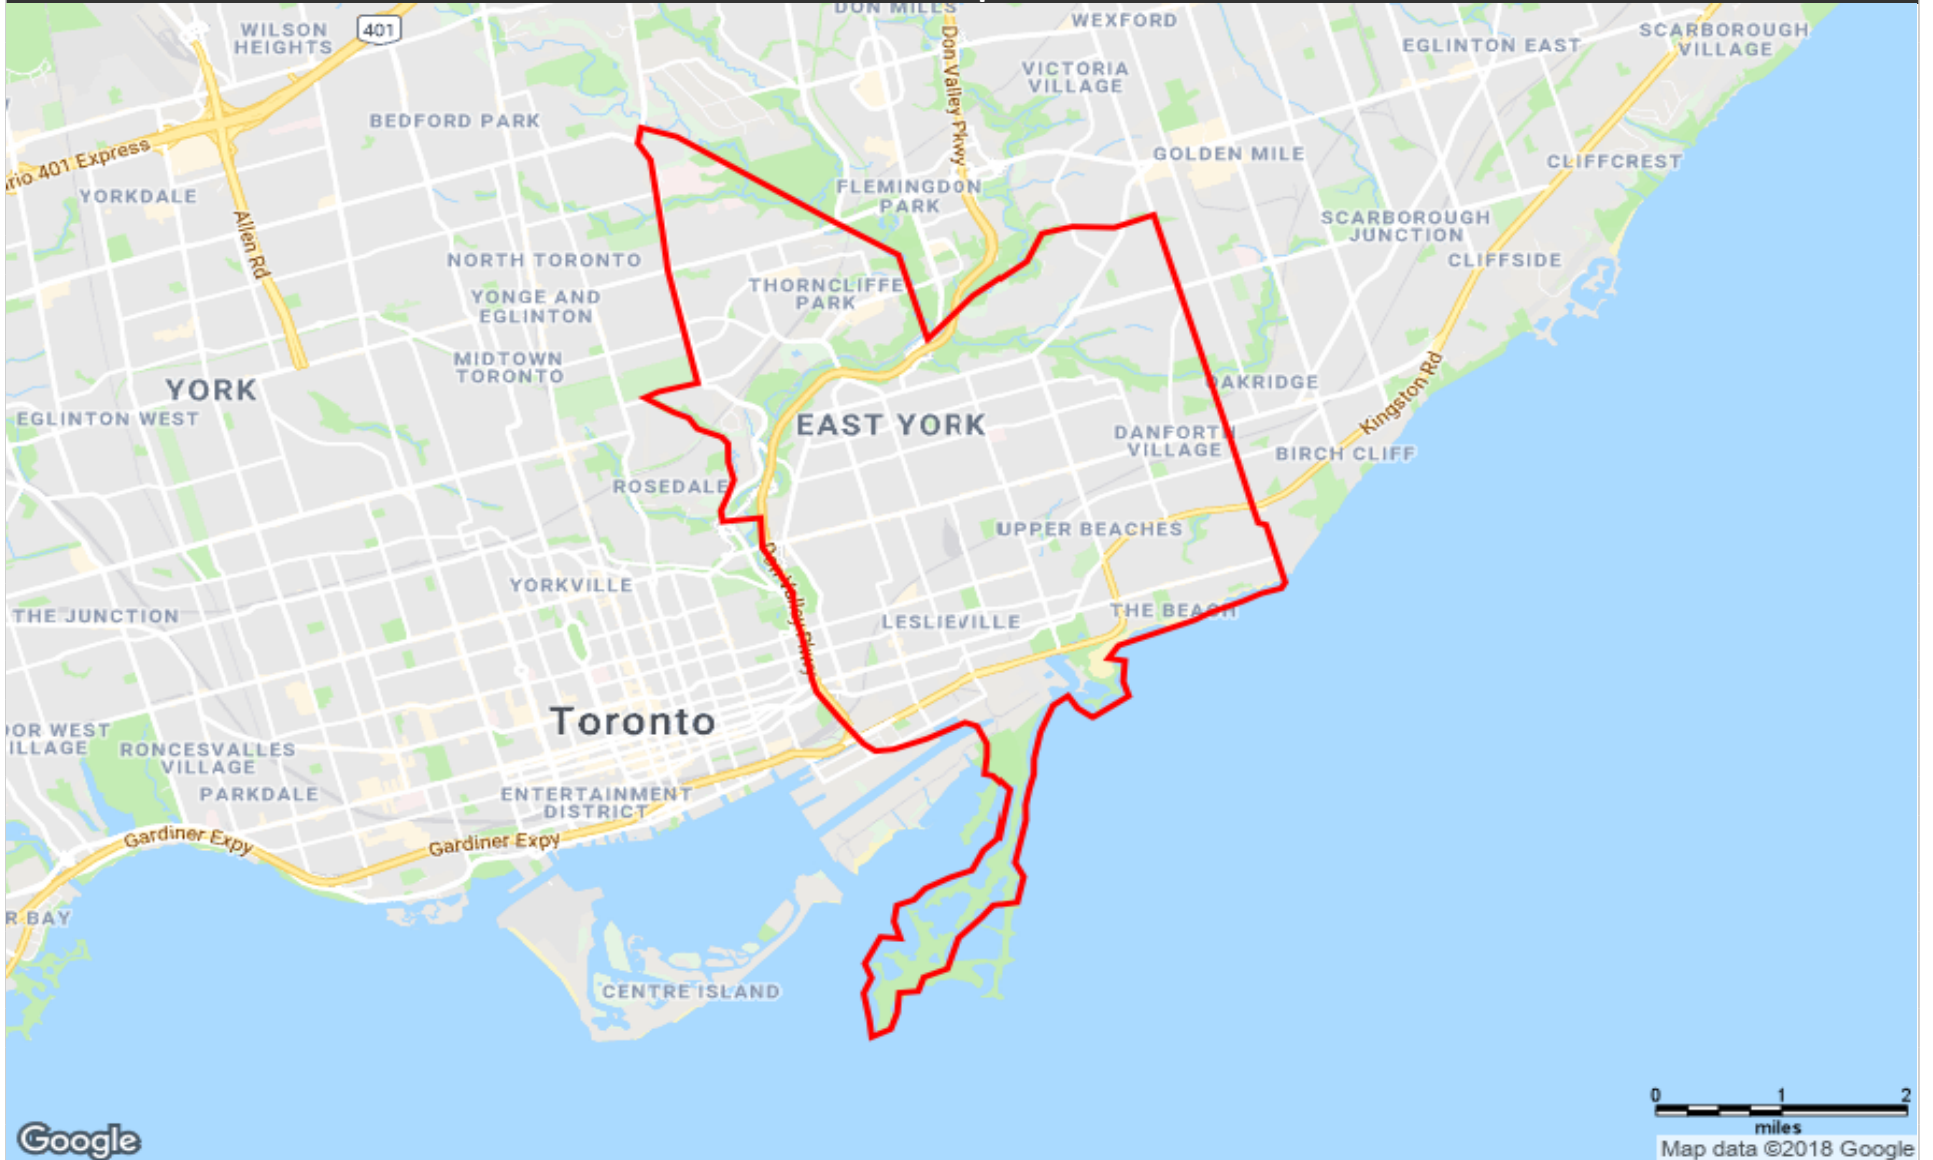 DON MILLS
WEXFORD
WILSON
HEIGHTS
401
EGLINTON EAST
SCARBOROUGH
VILLAGE
Don Valley Pkwy
VICTORIA
VILLAGE
BEDFORD PARK
401 Express
GOLDEN MILE
CLIFFCREST
YORKDALE
FLEMINGDON
PARK
Allen Rd
SCARBOROUGH
JUNCTION
NORTH TORONTO
CLIFFSIDE
THORNCLIFFE
PARK
YONGE AND
EGLINTON
MIDTOWN
TORONTO
YORK
OAKRIDGE
Kingston Rd
EGLINTON WEST
EAST YORK
DANFORTH
VILLAGE
BIRCH CLIFF
ROSEDALE
UPPER BEACHES
Don Valley Pkwy
YORKVILLE
THE JUNCTION
THE BEACH
LESLIEVILLE
Toronto
WEST
RONCESVALLES
VILLAGE
PARKDALE
ENTERTAINMENT
DISTRICT
Gardiner Expy
Gardiner Expy
R BAY
CENTRE ISLAND
0 1 2
miles
Google
Map data ©2018 Google